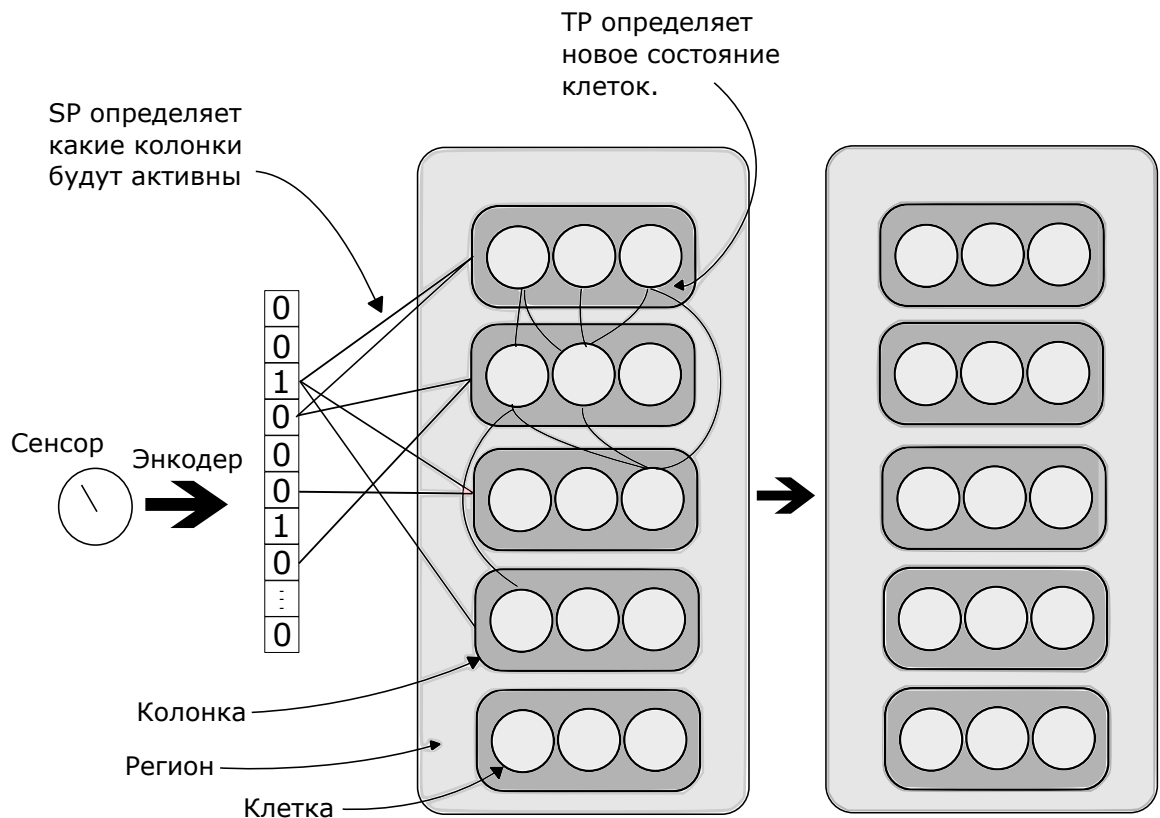 TP определяет
новое состояние
клеток.
SP определяет
какие колонки
будут активны
Сенсор
Энкодер
0
0
1
0
0
0
1
0
⋮
0
Колонка
Регион
Клетка